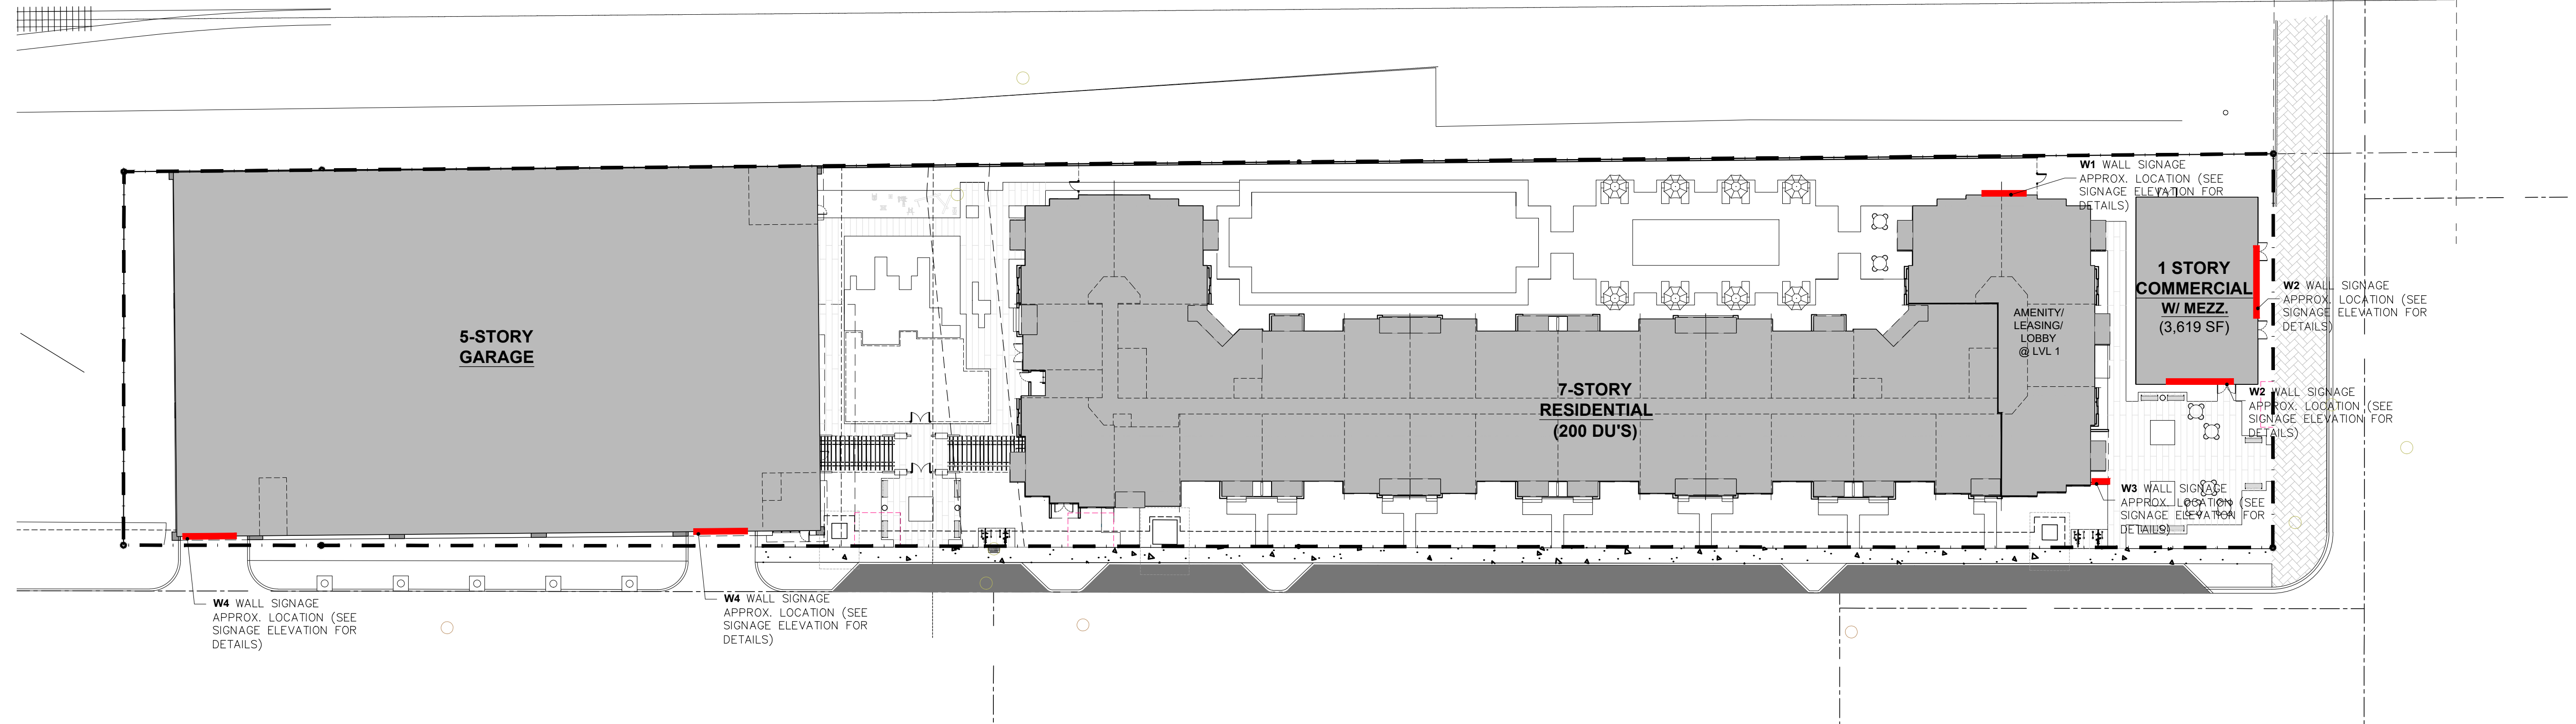 W1 WALL SIGNAGE
APPROX. LOCATION (SEE
SIGNAGE ELEVATION FOR
DETAILS)
1 STORY
COMMERCIAL
W/ MEZZ.
(3,619 SF)
W2 WALL SIGNAGE
APPROX. LOCATION (SEE
SIGNAGE ELEVATION FOR
DETAILS)
AMENITY/
LEASING/
LOBBY
@ LVL 1
5-STORY
GARAGE
7-STORY
RESIDENTIAL
(200 DU'S)
W2 WALL SIGNAGE
APPROX. LOCATION (SEE
SIGNAGE ELEVATION FOR
DETAILS)
W3 WALL SIGNAGE
APPROX. LOCATION (SEE
SIGNAGE ELEVATION FOR
DETAILS)
W4 WALL SIGNAGE
APPROX. LOCATION (SEE
SIGNAGE ELEVATION FOR
DETAILS)
W4 WALL SIGNAGE
APPROX. LOCATION (SEE
SIGNAGE ELEVATION FOR
DETAILS)